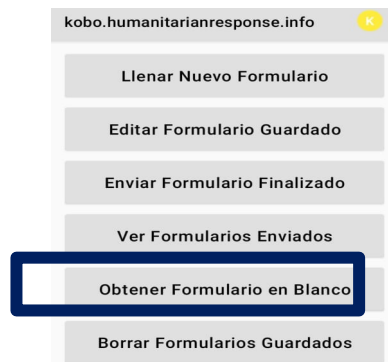 kobo.humanitarianresponse.info K
Llenar Nuevo Formulario
Editar Formulario Guardado
Enviar Formulario Finalizado
Ver Formularios Enviados
Obtener Formulario en Blanco
Borrar Formularios Guardados